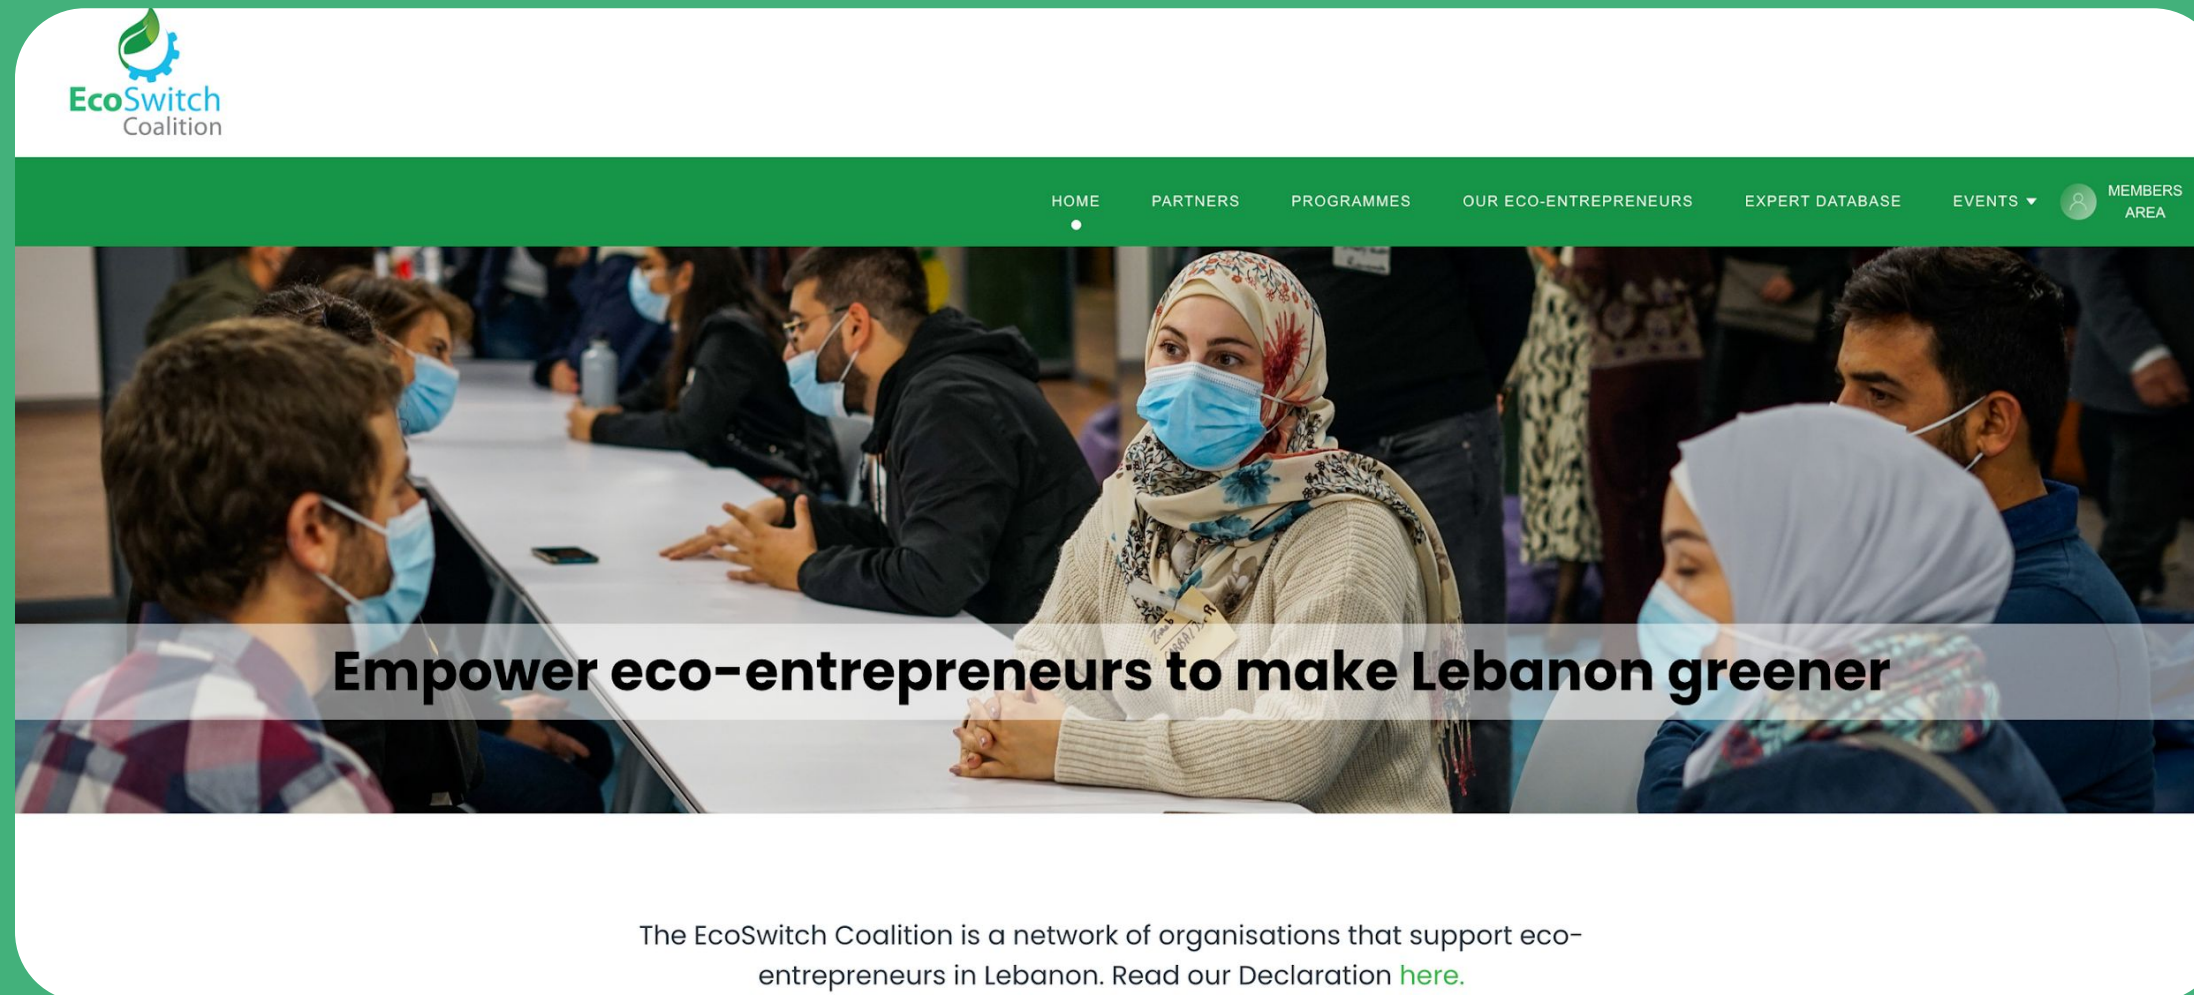 EcoSwitch
Coalition
HOME PARTNERS PROGRAMMES OUR ECO-ENTREPRENEURS EXPERT DATABASE EVENTS MEMBERS
AREA
Empower eco-entrepreneurs to make Lebanon greener
The EcoSwitch Coalition is a network of organisations that support eco-
entrepreneurs in Lebanon. Read our Declaration here.